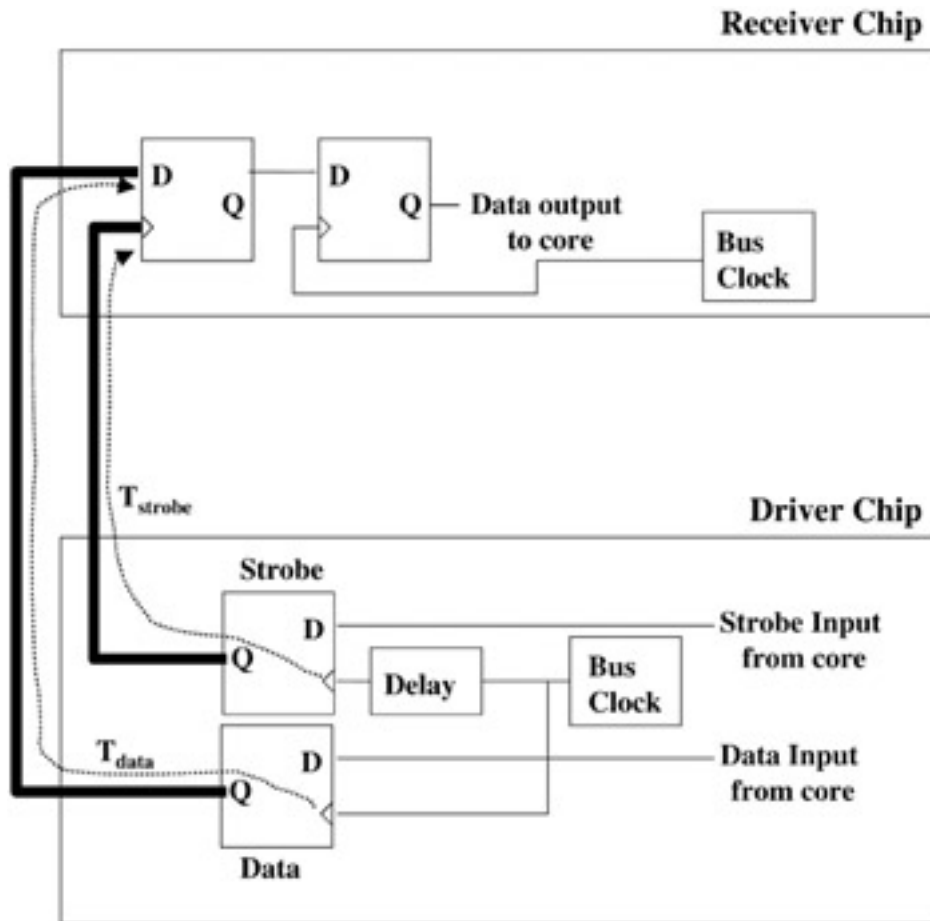 Receiver Chip
D
Q
D
Q
Data output
to core
Bus
Clock
T_strobe
Driver Chip
Strobe
D
Q
Strobe Input
from core
Delay
Bus
Clock
T_data
D
Q
Data Input
from core
Data